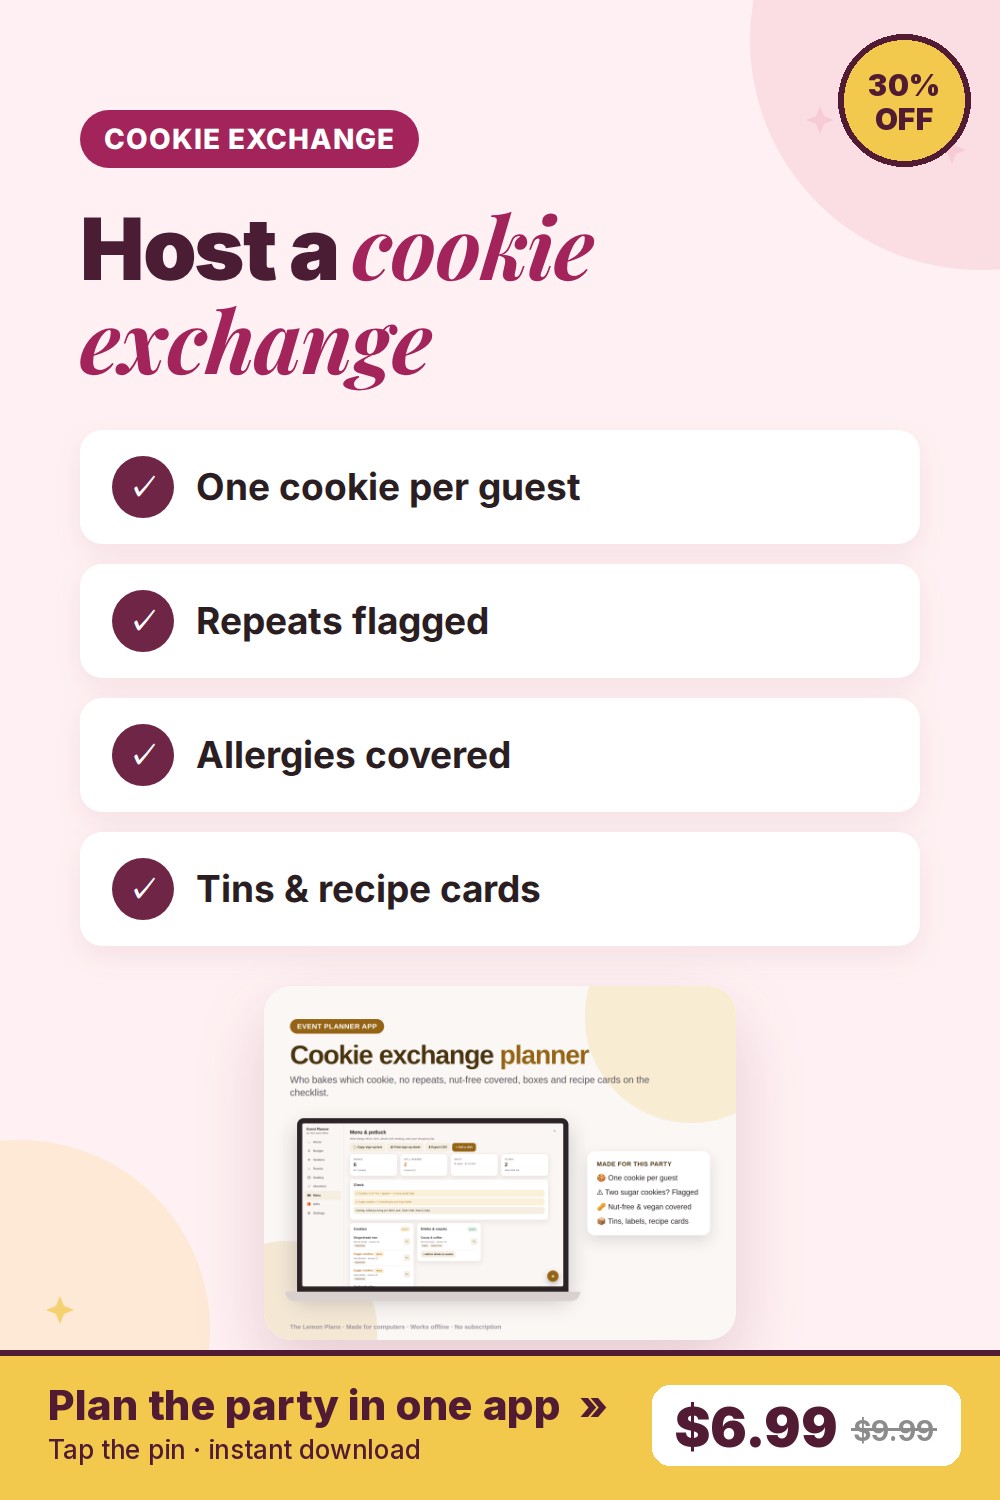 30%
OFF
COOKIE EXCHANGE
Host a cookie
exchange
✓ One cookie per guest
✓ Repeats flagged
✓ Allergies covered
✓ Tins & recipe cards
EVENT PLANNER APP
Cookie exchange planner
Who bakes which cookie, no repeats, nut-free covered, boxes and recipe cards on the
checklist.
Menu & potluck
MADE FOR THIS PARTY
One cookie per guest
Two sugar cookies? Flagged
Nut-free & vegan covered
Tins, labels, recipe cards
The Lemon Plans · Made for computers · Works offline · No subscription
Plan the party in one app »
Tap the pin · instant download
$6.99 $9.99